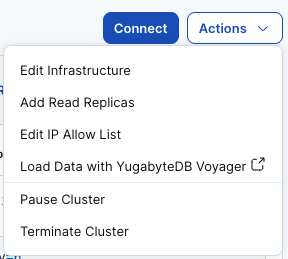 Connect
Actions
Edit Infrastructure
Add Read Replicas
Edit IP Allow List
Load Data with YugabyteDB Voyager
Pause Cluster
Terminate Cluster